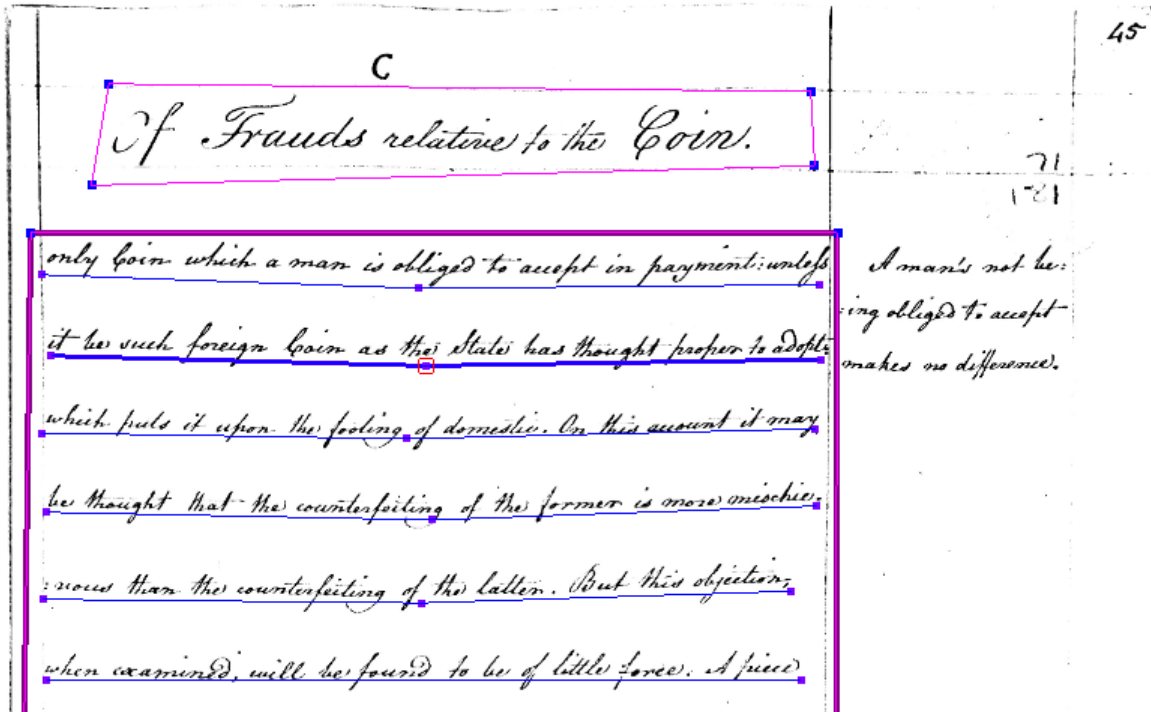 45
C
Of Frauds relative to the Coin.
71
181
only Coin which a man is obliged to accept in payment: unless
it be such foreign Coin as the State has thought proper to adopt:
which puts it upon the footing of domestic. On this account it may
be thought that the counterfeiting of the former is more mischie-
:vous than the counterfeiting of the latter. But this objection,
when examined, will be found to be of little force. A piece
A man's not be:
:ing obliged to accept
makes no difference.